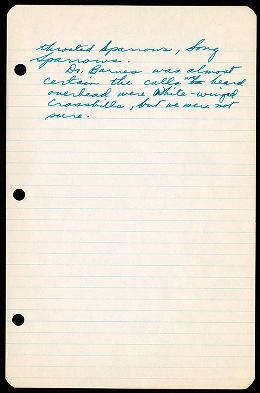 throated Sparrows, Song
Sparrows.
Dr. Barnes was almost
certain the calls heard
overhead were White-winged
Crossbills, but we were not
sure.